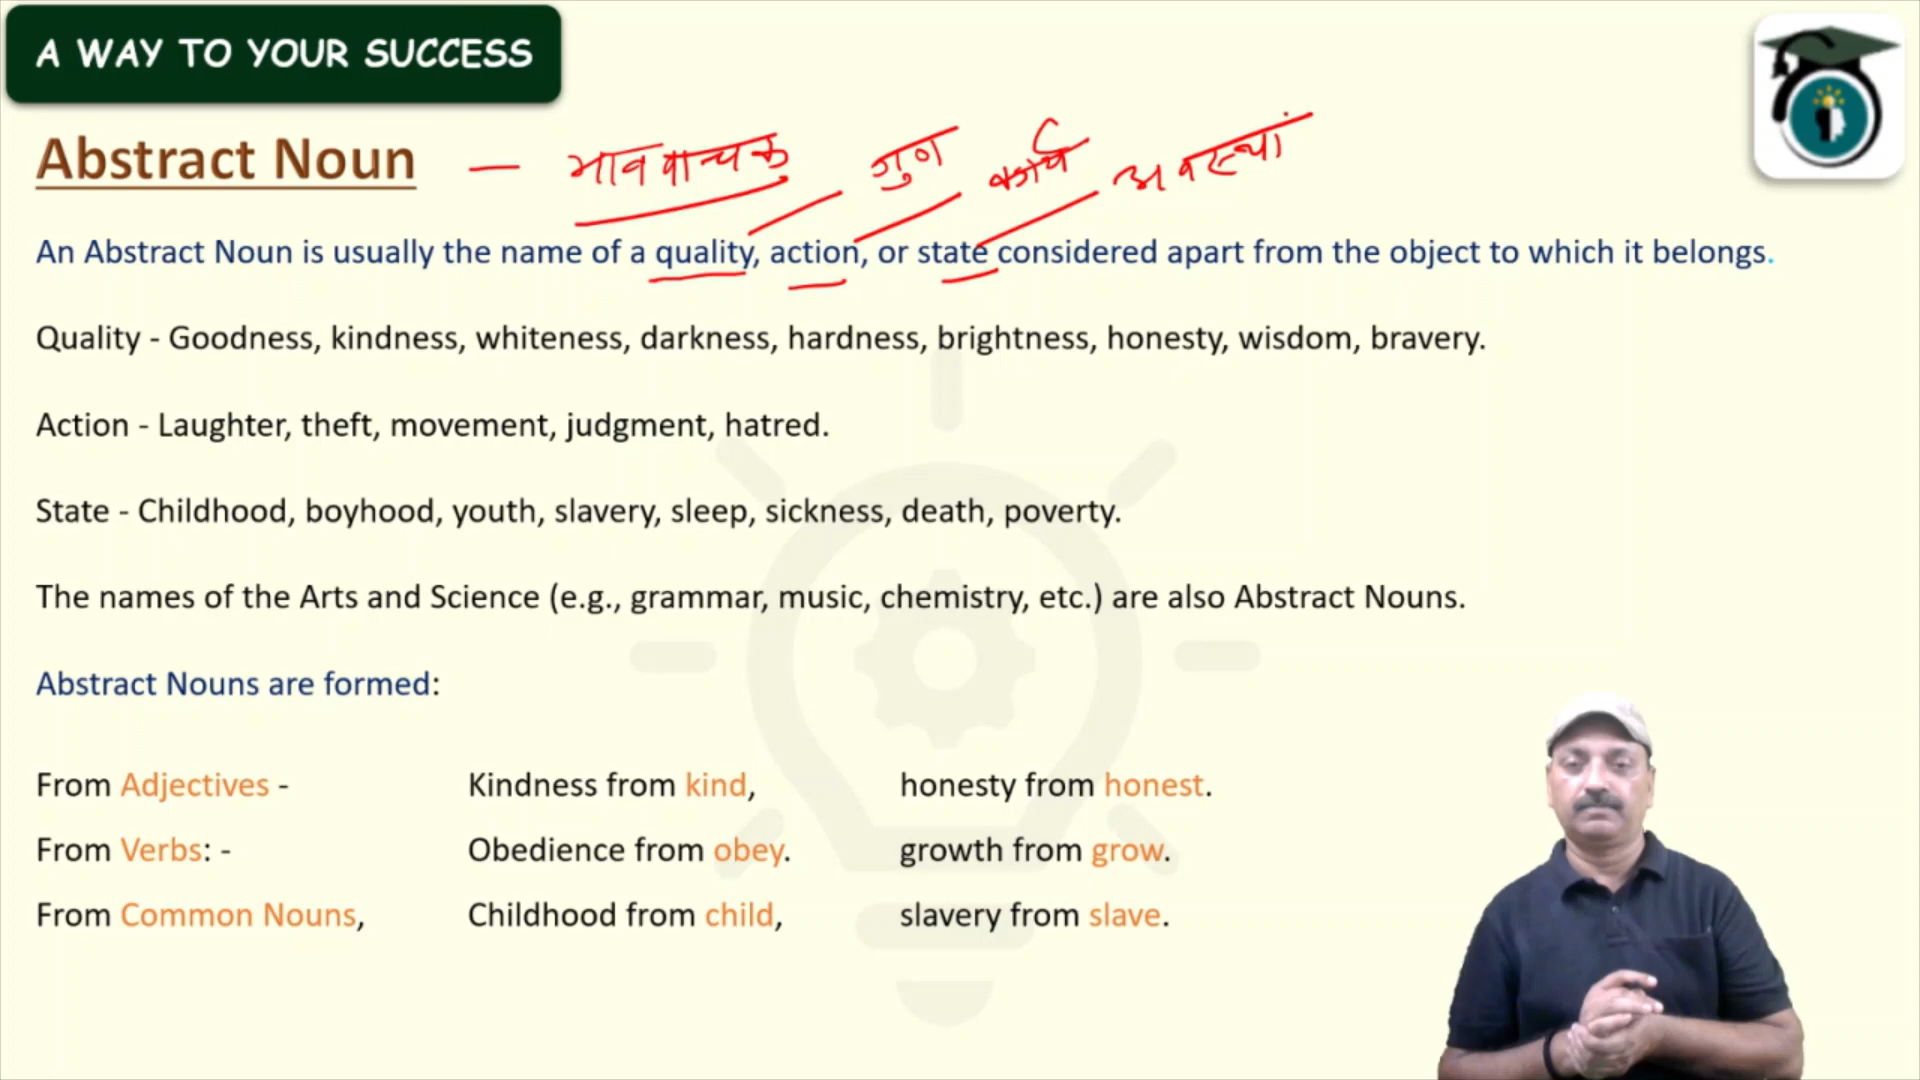 A WAY TO YOUR SUCCESS
Abstract Noun — भाववाचक गुण कार्य अवस्था
An Abstract Noun is usually the name of a quality, action, or state considered apart from the object to which it belongs.
Quality - Goodness, kindness, whiteness, darkness, hardness, brightness, honesty, wisdom, bravery.
Action - Laughter, theft, movement, judgment, hatred.
State - Childhood, boyhood, youth, slavery, sleep, sickness, death, poverty.
The names of the Arts and Science (e.g., grammar, music, chemistry, etc.) are also Abstract Nouns.
Abstract Nouns are formed:
From Adjectives - Kindness from kind, honesty from honest.
From Verbs: - Obedience from obey. growth from grow.
From Common Nouns, Childhood from child, slavery from slave.